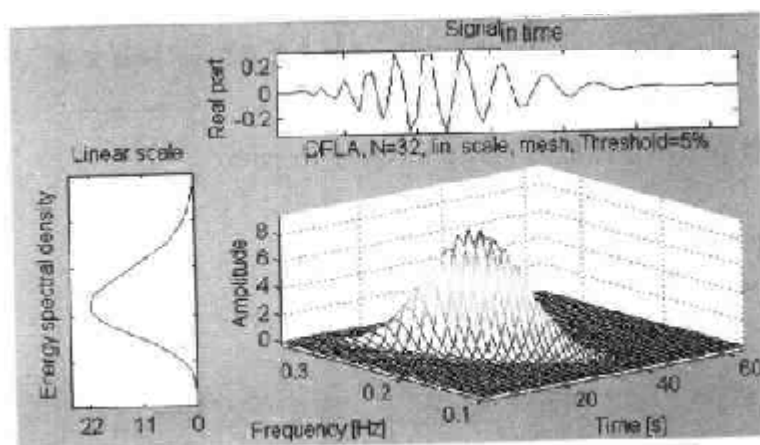 Signal in time
Real part
0.2
0
-0.2
Linear scale
DFLA, N=32, lin. scale, mesh, Threshold=5%
Energy spectral density
22 11 0
Amplitude
8
6
4
2
0
0.3
0.2
0.1
Frequency [Hz]
20
40
60
Time [s]